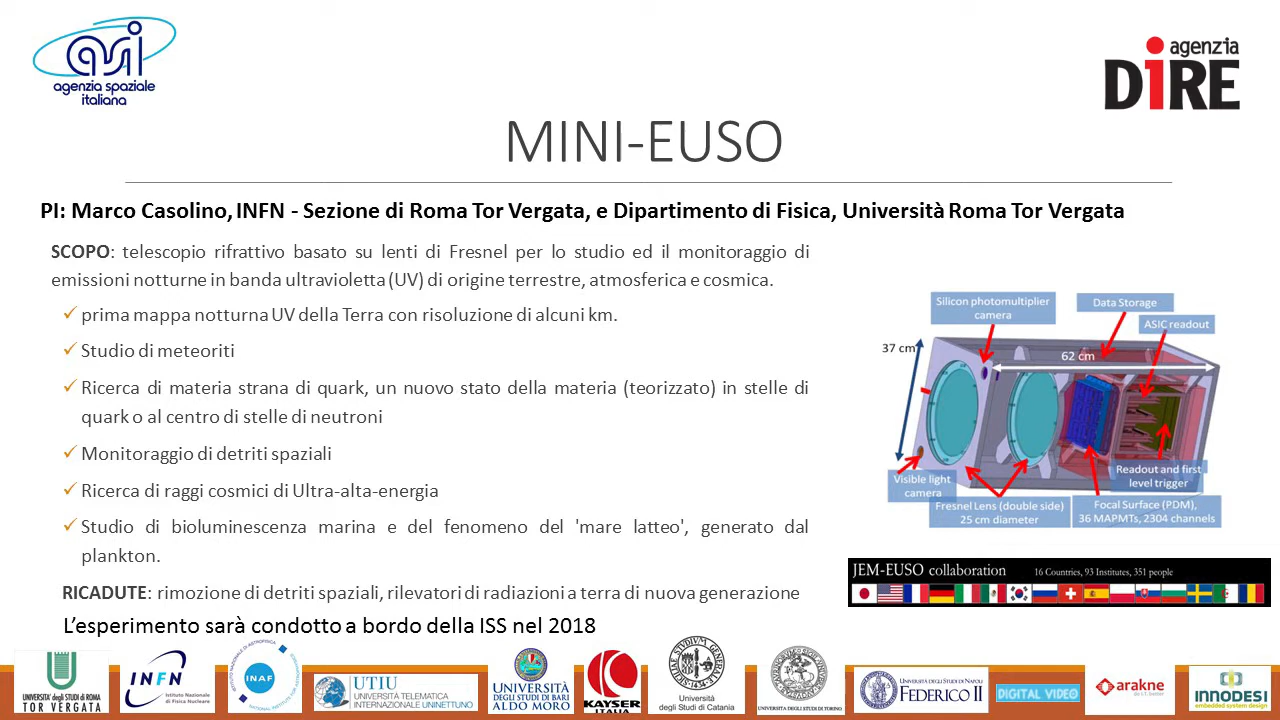 asi
agenzia spaziale
italiana
agenzia
DiRE
MINI-EUSO
PI: Marco Casolino, INFN - Sezione di Roma Tor Vergata, e Dipartimento di Fisica, Università Roma Tor Vergata
SCOPO: telescopio rifrattivo basato su lenti di Fresnel per lo studio ed il monitoraggio di
emissioni notturne in banda ultravioletta (UV) di origine terrestre, atmosferica e cosmica.
✓ prima mappa notturna UV della Terra con risoluzione di alcuni km.
✓ Studio di meteoriti
✓ Ricerca di materia strana di quark, un nuovo stato della materia (teorizzato) in stelle di
quark o al centro di stelle di neutroni
✓ Monitoraggio di detriti spaziali
✓ Ricerca di raggi cosmici di Ultra-alta-energia
✓ Studio di bioluminescenza marina e del fenomeno del 'mare latteo', generato dal
plankton.
RICADUTE: rimozione di detriti spaziali, rilevatori di radiazioni a terra di nuova generazione
L'esperimento sarà condotto a bordo della ISS nel 2018
Silicon photomultiplier
camera
Data Storage
ASIC readout
37 cm
62 cm
Visible light
camera
Fresnel Lens (double side)
25 cm diameter
Readout and first
level trigger
Focal Surface (PDM),
36 MAPMTs, 2304 channels
JEM-EUSO collaboration
16 Countries, 93 Institutes, 351 people
UNIVERSITA' degli STUDI di ROMA
TOR VERGATA
INFN
Istituto Nazionale
di Fisica Nucleare
INAF
UTIU
UNIVERSITÀ TELEMATICA
INTERNAZIONALE UNINETTUNO
UNIVERSITÀ
DEGLI STUDI DI BARI
ALDO MORO
KAYSER
ITALIA
Università
degli Studi di Catania
UNIVERSITÀ DEGLI STUDI DI TORINO
UNIVERSITÀ DEGLI STUDI DI NAPOLI
FEDERICO II
DIGITAL VIDEO
arakne
INNODESI
embedded system design